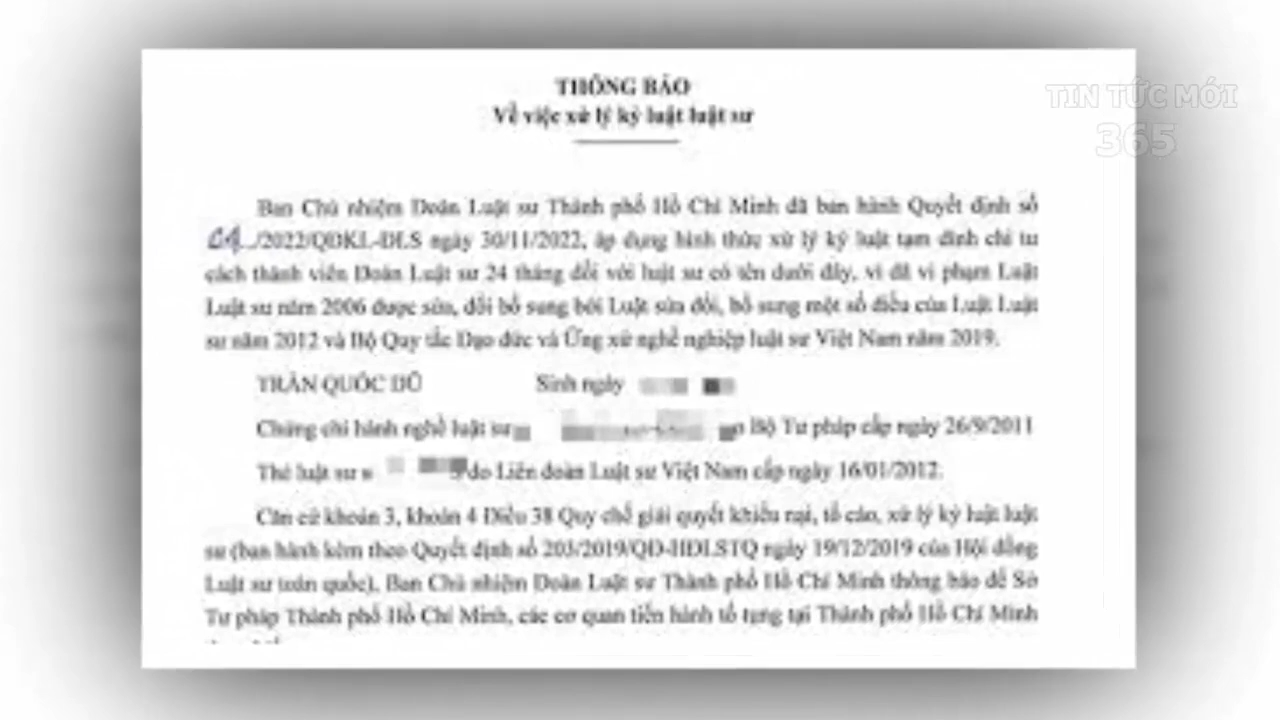 THÔNG BÁO
Về việc xử lý kỷ luật luật sư
TIN TỨC MỚI
365
Ban Chủ nhiệm Đoàn Luật sư Thành phố Hồ Chí Minh đã ban hành Quyết định số
/2022/QĐKL-ĐLS ngày 30/11/2022, áp dụng hình thức xử lý kỷ luật tạm đình chỉ tư
cách thành viên Đoàn Luật sư 24 tháng đối với luật sư có tên dưới đây, vì đã vi phạm Luật
Luật sư năm 2006 được sửa, đổi bổ sung bởi Luật sửa đổi, bổ sung một số điều của Luật Luật
sư năm 2012 và Bộ Quy tắc Đạo đức và Ứng xử nghề nghiệp luật sư Việt Nam năm 2019.
TRẦN QUỐC DŨ Sinh ngày
Chứng chỉ hành nghề luật sư Bộ Tư pháp cấp ngày 26/9/2011
Thẻ luật sư do Liên đoàn Luật sư Việt Nam cấp ngày 16/01/2012.
Căn cứ khoản 3, khoản 4 Điều 38 Quy chế giải quyết khiếu nại, tố cáo, xử lý kỷ luật luật
sư (ban hành kèm theo Quyết định số 203/2019/QĐ-HĐLSTQ ngày 19/12/2019 của Hội đồng
Luật sư toàn quốc), Ban Chủ nhiệm Đoàn Luật sư Thành phố Hồ Chí Minh thông báo để Sở
Tư pháp Thành phố Hồ Chí Minh, các cơ quan tiến hành tố tụng tại Thành phố Hồ Chí Minh